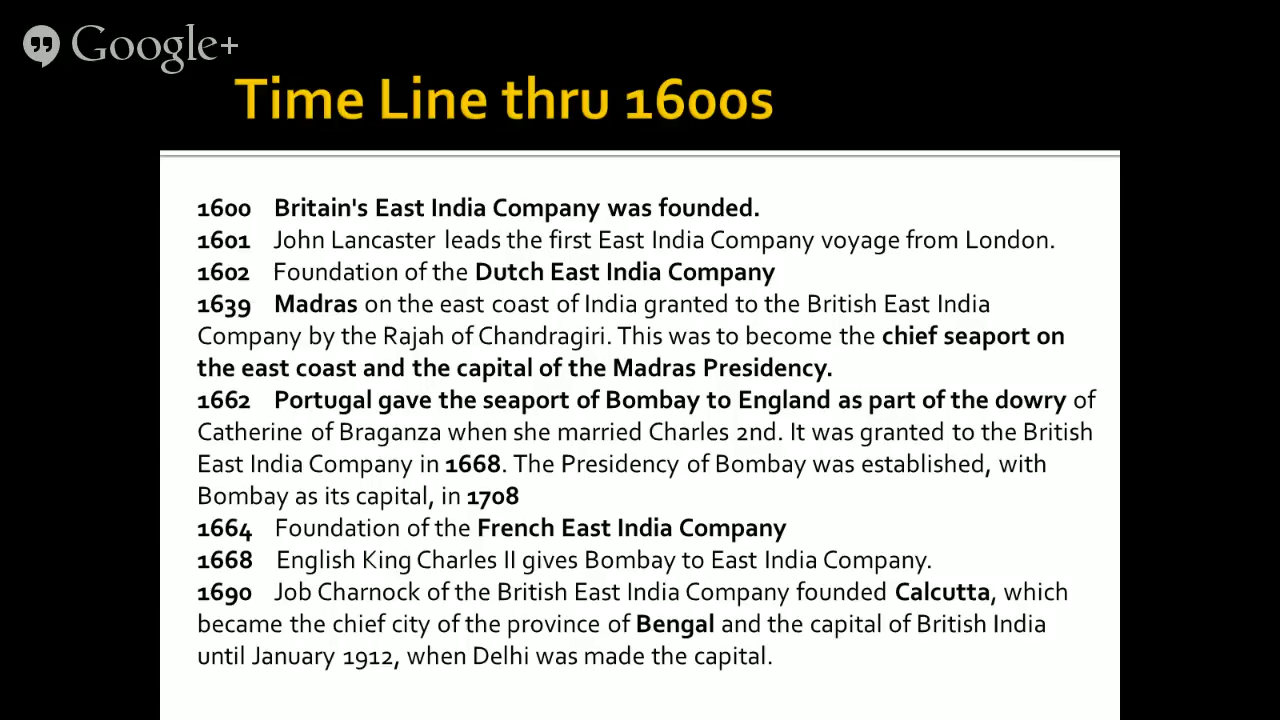 Google+
Time Line thru 1600s
1600 Britain's East India Company was founded.
1601 John Lancaster leads the first East India Company voyage from London.
1602 Foundation of the Dutch East India Company
1639 Madras on the east coast of India granted to the British East India
Company by the Rajah of Chandragiri. This was to become the chief seaport on
the east coast and the capital of the Madras Presidency.
1662 Portugal gave the seaport of Bombay to England as part of the dowry of
Catherine of Braganza when she married Charles 2nd. It was granted to the British
East India Company in 1668. The Presidency of Bombay was established, with
Bombay as its capital, in 1708
1664 Foundation of the French East India Company
1668 English King Charles II gives Bombay to East India Company.
1690 Job Charnock of the British East India Company founded Calcutta, which
became the chief city of the province of Bengal and the capital of British India
until January 1912, when Delhi was made the capital.